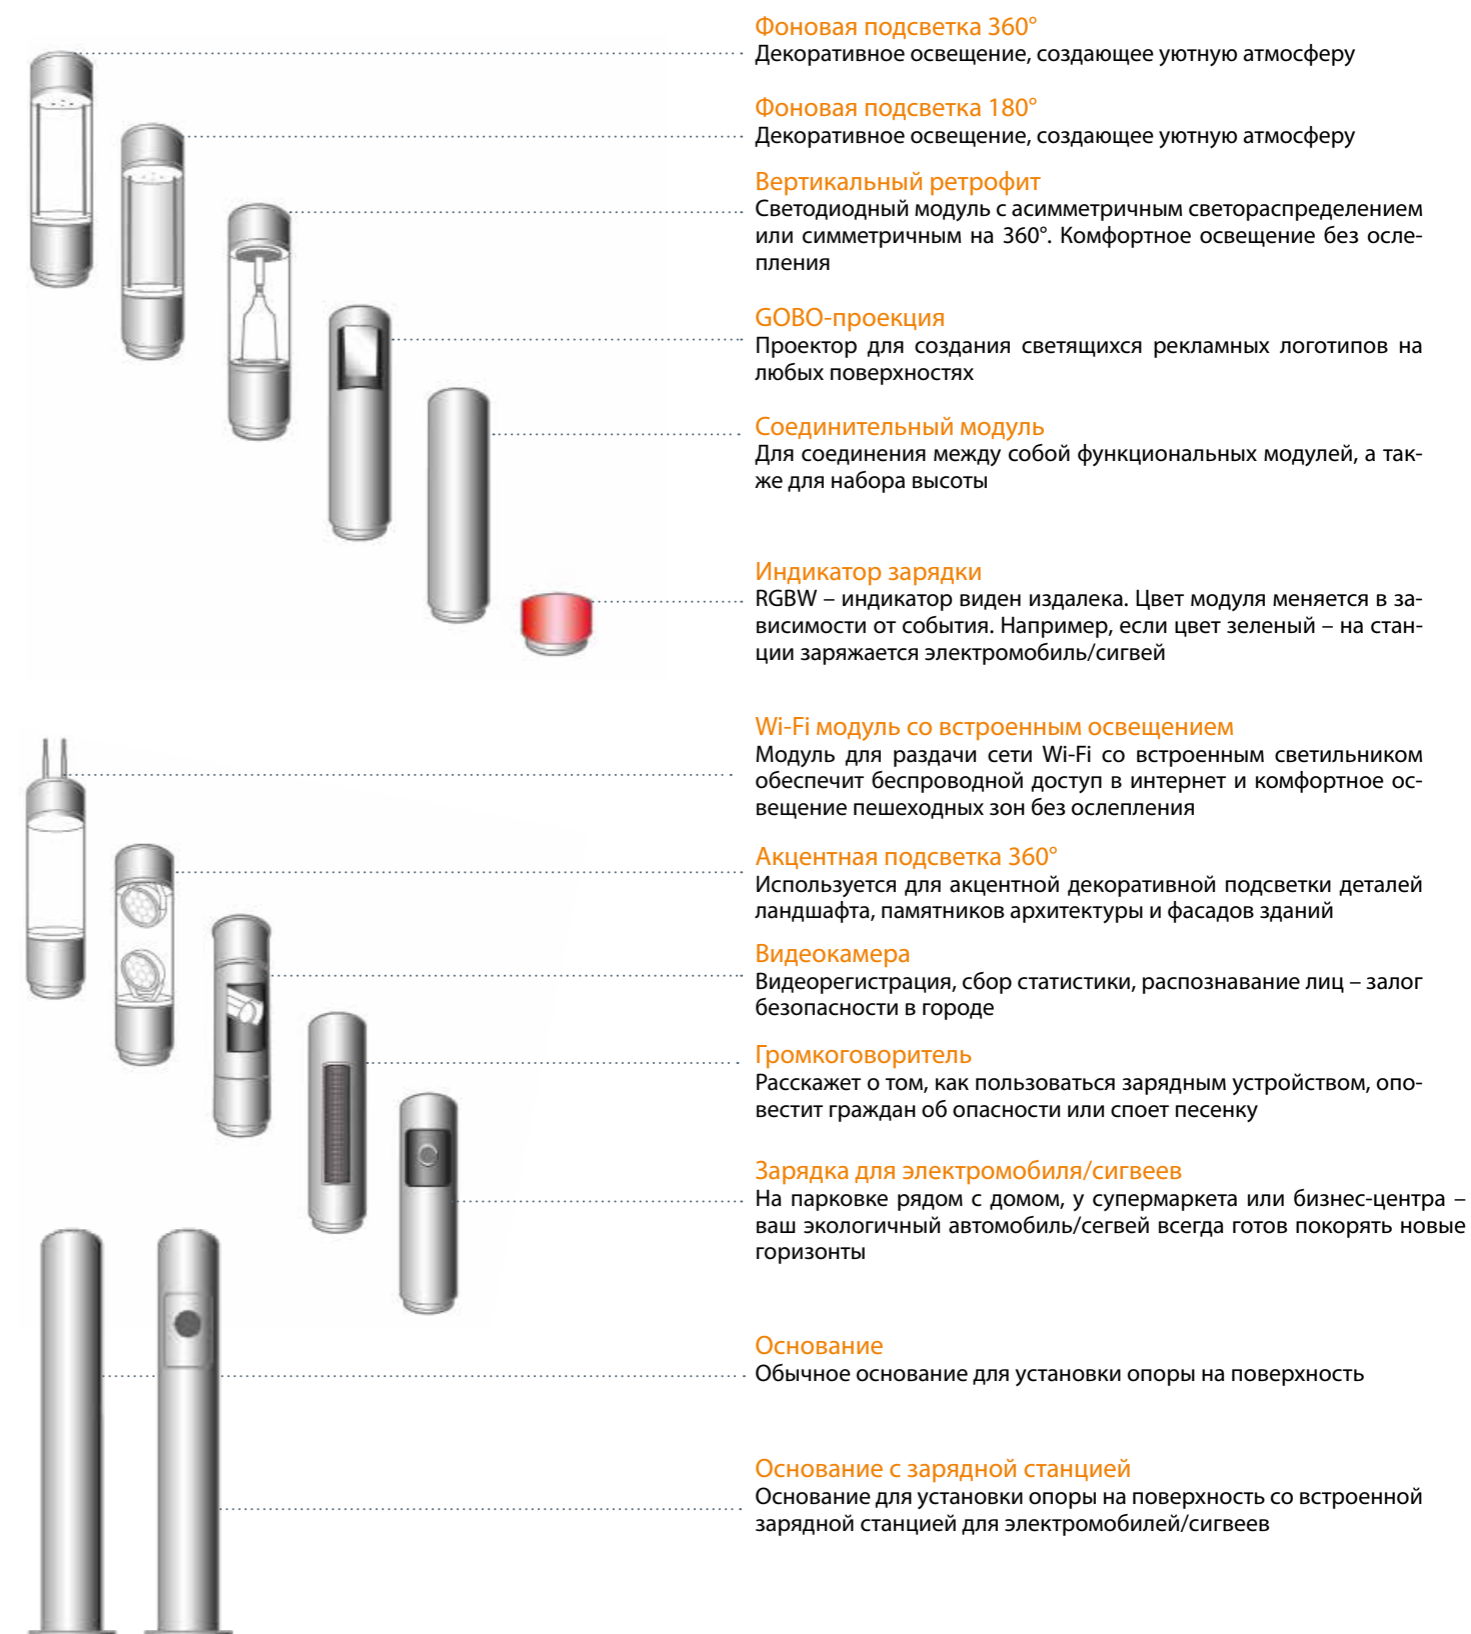 Фоновая подсветка 360°
Декоративное освещение, создающее уютную атмосферу
Фоновая подсветка 180°
Декоративное освещение, создающее уютную атмосферу
Вертикальный ретрофит
Светодиодный модуль с асимметричным светораспределением
или симметричным на 360°. Комфортное освещение без осле-
пления
GOBO-проекция
Проектор для создания светящихся рекламных логотипов на
любых поверхностях
Соединительный модуль
Для соединения между собой функциональных модулей, а так-
же для набора высоты
Индикатор зарядки
RGBW – индикатор виден издалека. Цвет модуля меняется в за-
висимости от события. Например, если цвет зеленый – на стан-
ции заряжается электромобиль/сигвей
Wi-Fi модуль со встроенным освещением
Модуль для раздачи сети Wi-Fi со встроенным светильником
обеспечит беспроводной доступ в интернет и комфортное ос-
вещение пешеходных зон без ослепления
Акцентная подсветка 360°
Используется для акцентной декоративной подсветки деталей
ландшафта, памятников архитектуры и фасадов зданий
Видеокамера
Видеорегистрация, сбор статистики, распознавание лиц – залог
безопасности в городе
Громкоговоритель
Расскажет о том, как пользоваться зарядным устройством, опо-
вестит граждан об опасности или споет песенку
Зарядка для электромобиля/сигвеев
На парковке рядом с домом, у супермаркета или бизнес-центра –
ваш экологичный автомобиль/сегвей всегда готов покорять новые
горизонты
Основание
Обычное основание для установки опоры на поверхность
Основание с зарядной станцией
Основание для установки опоры на поверхность со встроенной
зарядной станцией для электромобилей/сигвеев